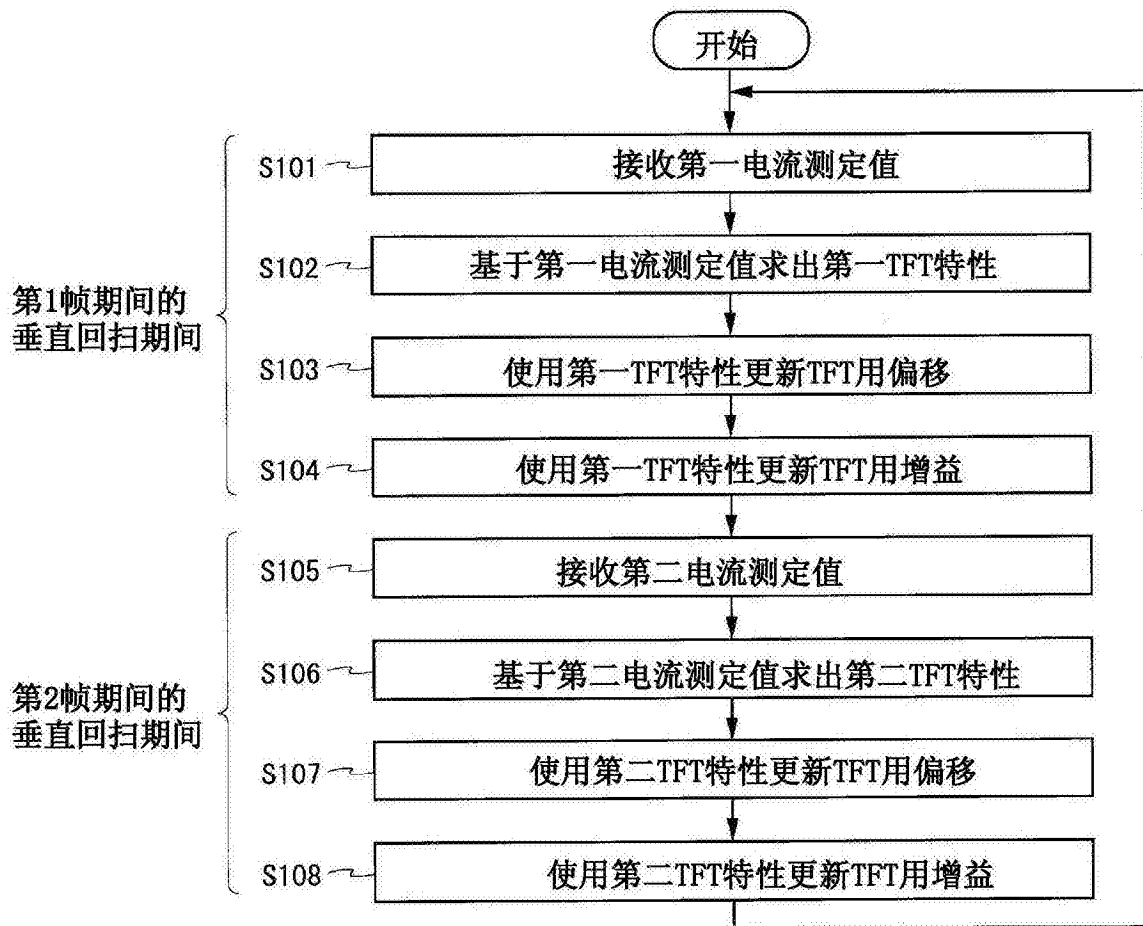 开始
第1帧期间的
垂直回扫期间
S101
接收第一电流测定值
S102
基于第一电流测定值求出第一TFT特性
S103
使用第一TFT特性更新TFT用偏移
S104
使用第一TFT特性更新TFT用增益
第2帧期间的
垂直回扫期间
S105
接收第二电流测定值
S106
基于第二电流测定值求出第二TFT特性
S107
使用第二TFT特性更新TFT用偏移
S108
使用第二TFT特性更新TFT用增益